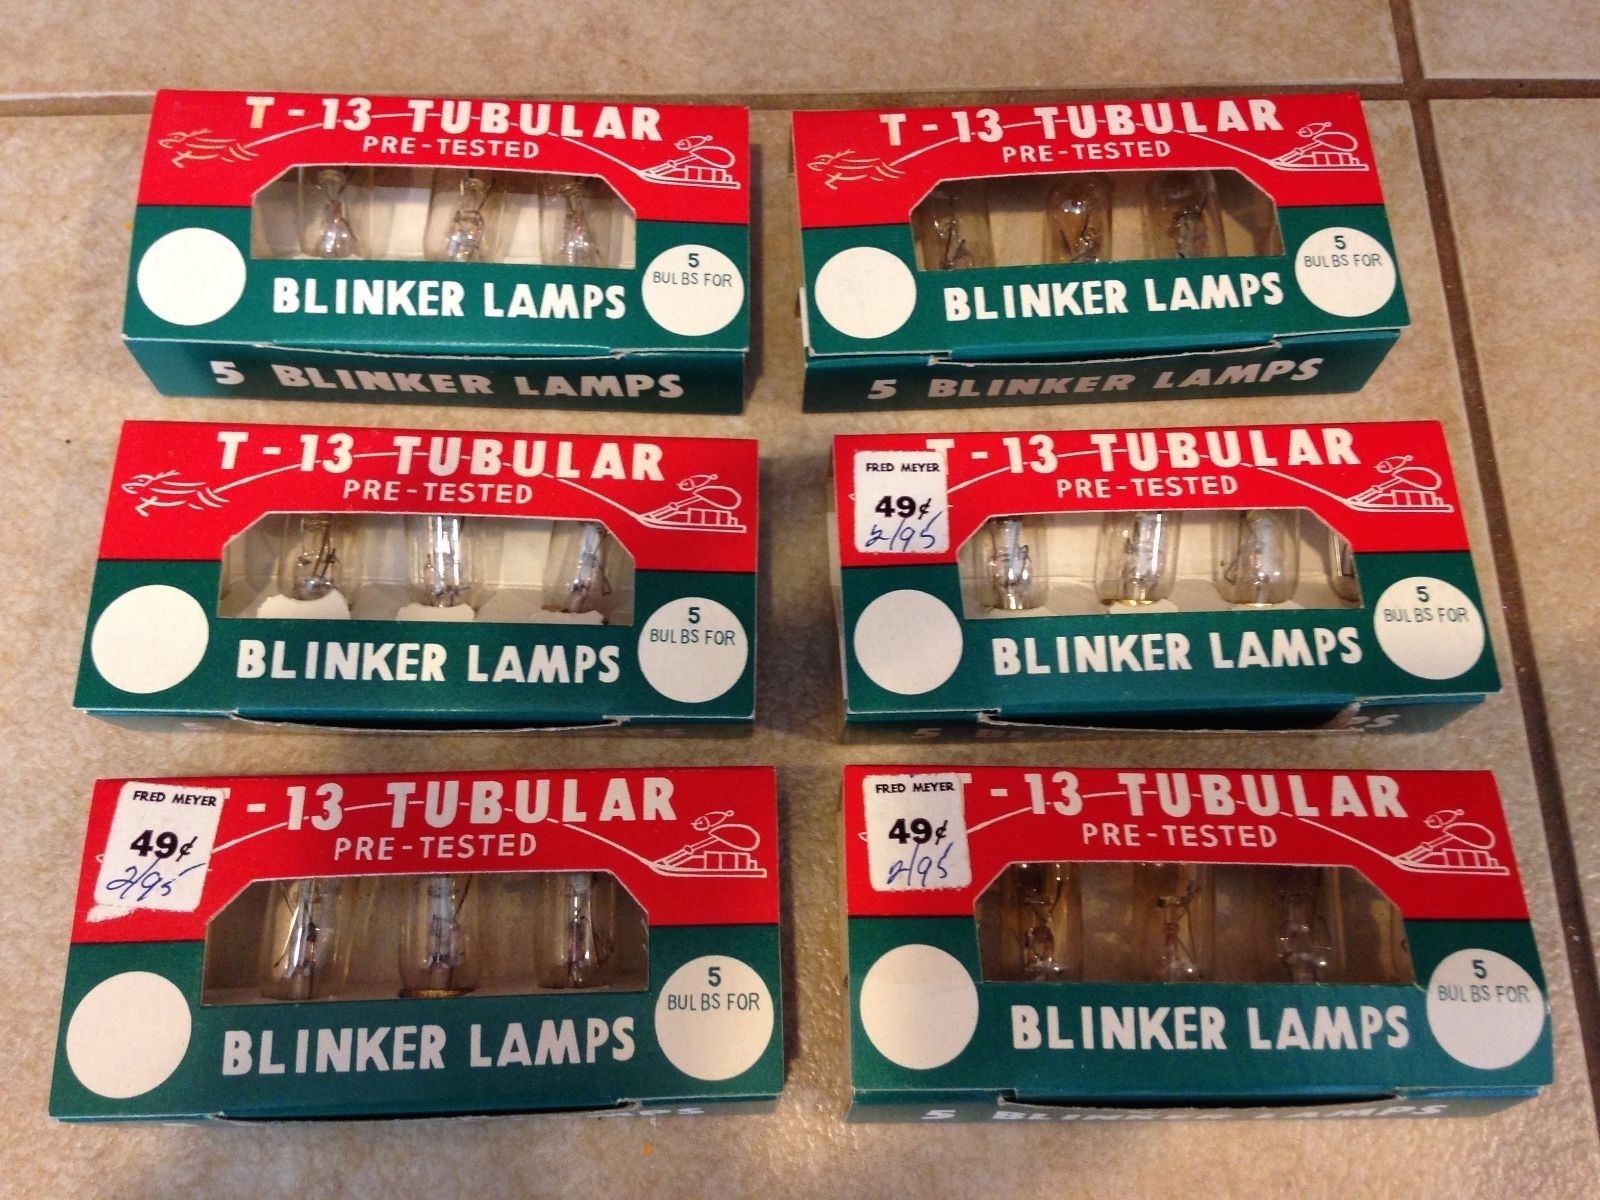 T-13 TUBULAR
PRE-TESTED
5
BULBS FOR
BLINKER LAMPS
5 BLINKER LAMPS
T-13 TUBULAR
PRE-TESTED
5
BULBS FOR
BLINKER LAMPS
5 BLINKER LAMPS
T-13 TUBULAR
PRE-TESTED
5
BULBS FOR
BLINKER LAMPS
T-13 TUBULAR
PRE-TESTED
FRED MEYER
49¢
2/95
5
BULBS FOR
BLINKER LAMPS
-13 TUBULAR
PRE-TESTED
FRED MEYER
49¢
2/95
5
BULBS FOR
BLINKER LAMPS
T-13 TUBULAR
PRE-TESTED
FRED MEYER
49¢
2/95
5
BULBS FOR
BLINKER LAMPS
5 BLINKER LAMPS